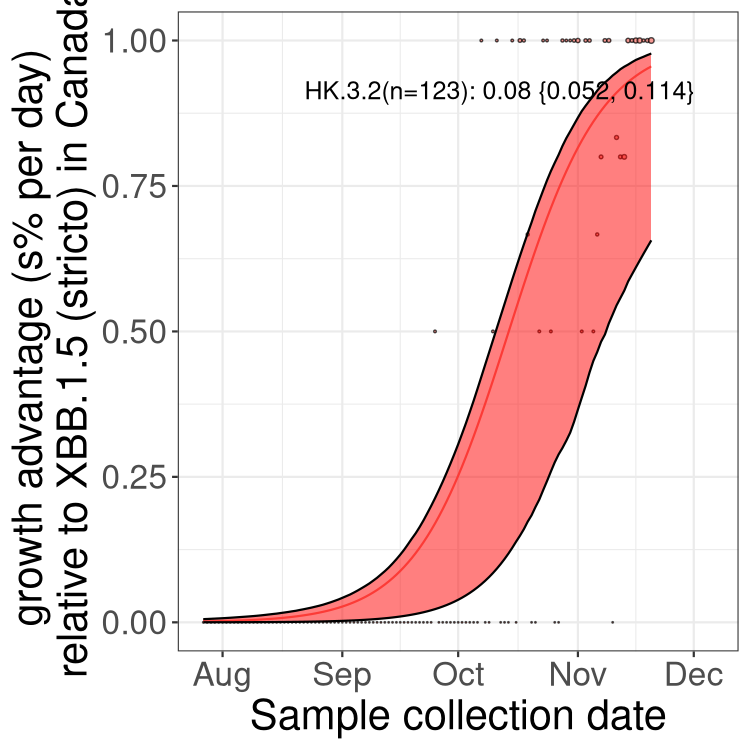 growth advantage (s% per day)
relative to XBB.1.5 (stricto) in Canada
1.00
0.75
0.50
0.25
0.00
HK.3.2(n=123): 0.08 {0.052, 0.114}
Aug Sep Oct Nov Dec
Sample collection date